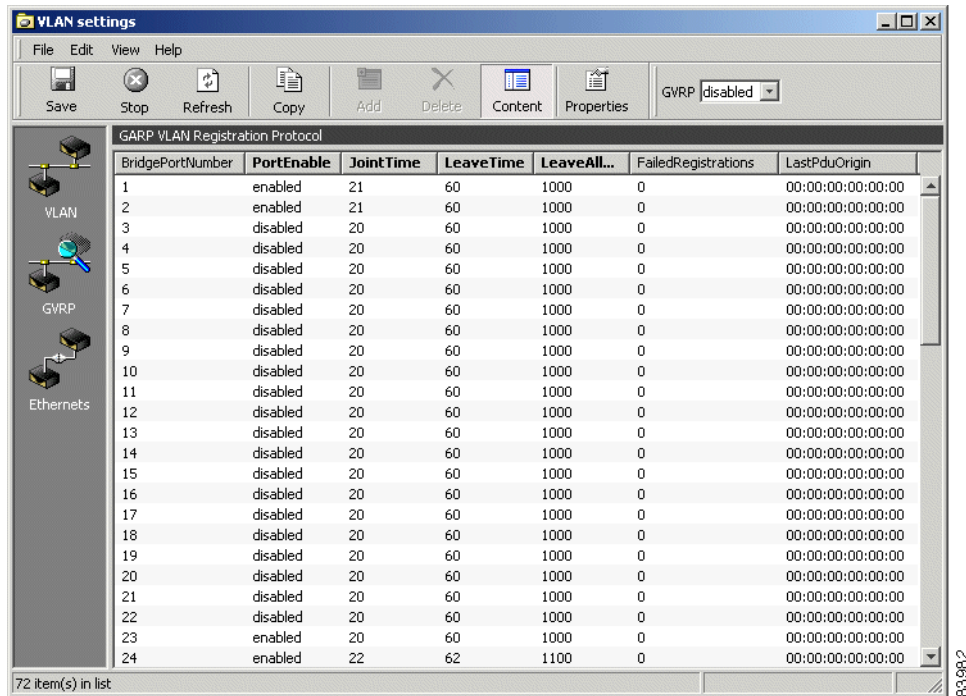 VLAN settings
File Edit View Help
Save Stop Refresh Copy Add Delete Content Properties GVRP disabled
GARP VLAN Registration Protocol
BridgePortNumber PortEnable JointTime LeaveTime LeaveAll... FailedRegistrations LastPduOrigin
1 enabled 21 60 1000 0 00:00:00:00:00:00
2 enabled 21 60 1000 0 00:00:00:00:00:00
3 disabled 20 60 1000 0 00:00:00:00:00:00
4 disabled 20 60 1000 0 00:00:00:00:00:00
5 disabled 20 60 1000 0 00:00:00:00:00:00
6 disabled 20 60 1000 0 00:00:00:00:00:00
7 disabled 20 60 1000 0 00:00:00:00:00:00
8 disabled 20 60 1000 0 00:00:00:00:00:00
9 disabled 20 60 1000 0 00:00:00:00:00:00
10 disabled 20 60 1000 0 00:00:00:00:00:00
11 disabled 20 60 1000 0 00:00:00:00:00:00
12 disabled 20 60 1000 0 00:00:00:00:00:00
13 disabled 20 60 1000 0 00:00:00:00:00:00
14 disabled 20 60 1000 0 00:00:00:00:00:00
15 disabled 20 60 1000 0 00:00:00:00:00:00
16 disabled 20 60 1000 0 00:00:00:00:00:00
17 disabled 20 60 1000 0 00:00:00:00:00:00
18 disabled 20 60 1000 0 00:00:00:00:00:00
19 disabled 20 60 1000 0 00:00:00:00:00:00
20 disabled 20 60 1000 0 00:00:00:00:00:00
21 disabled 20 60 1000 0 00:00:00:00:00:00
22 disabled 20 60 1000 0 00:00:00:00:00:00
23 enabled 20 60 1000 0 00:00:00:00:00:00
24 enabled 22 62 1100 0 00:00:00:00:00:00
VLAN
GVRP
Ethernets
72 item(s) in list
83982